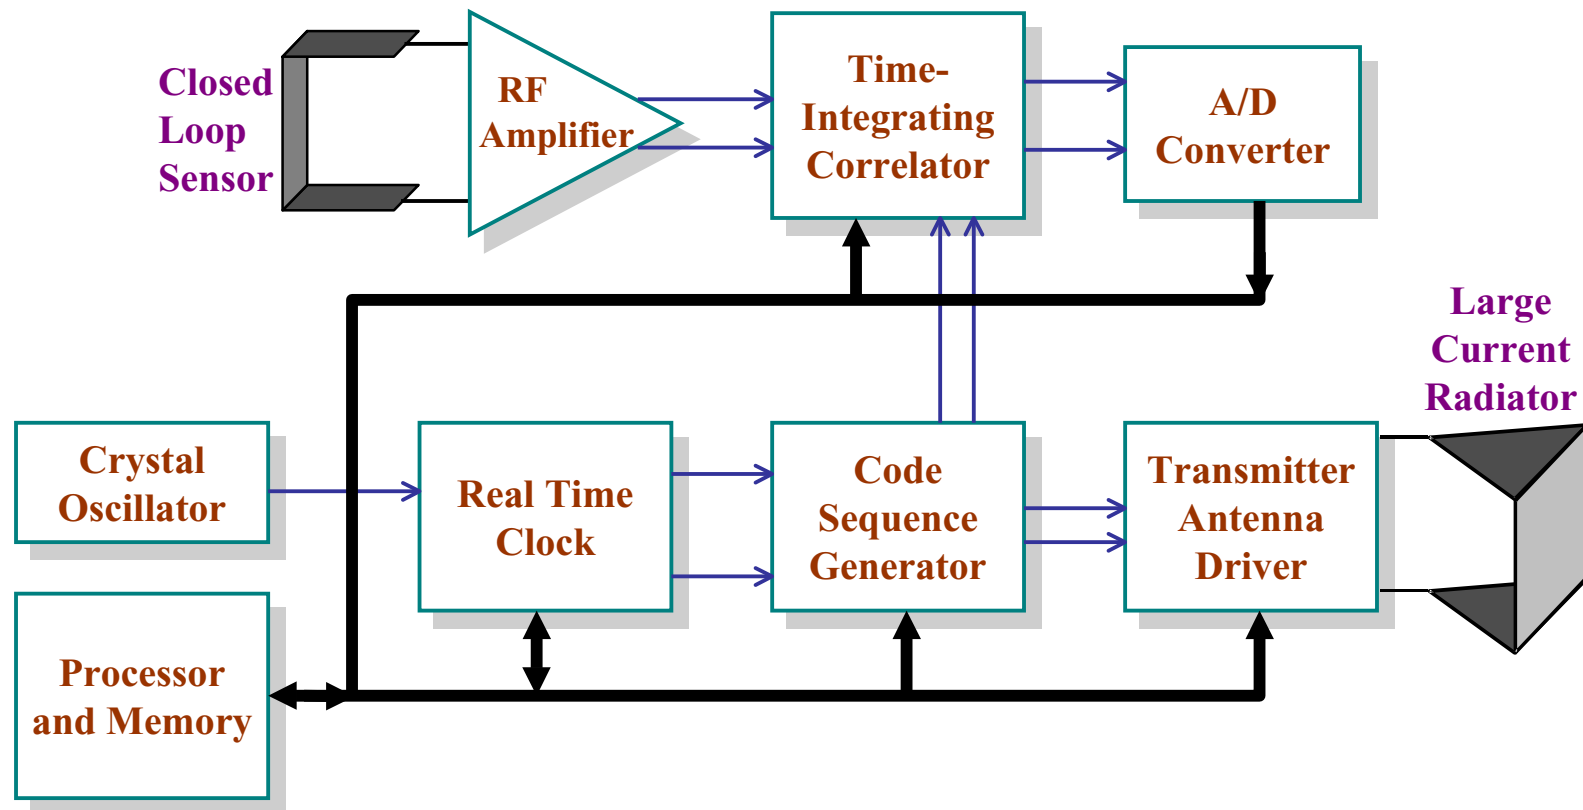 Closed
Loop
Sensor
RF
Amplifier
Time-
Integrating
Correlator
A/D
Converter
Large
Current
Radiator
Crystal
Oscillator
Real Time
Clock
Code
Sequence
Generator
Transmitter
Antenna
Driver
Processor
and Memory